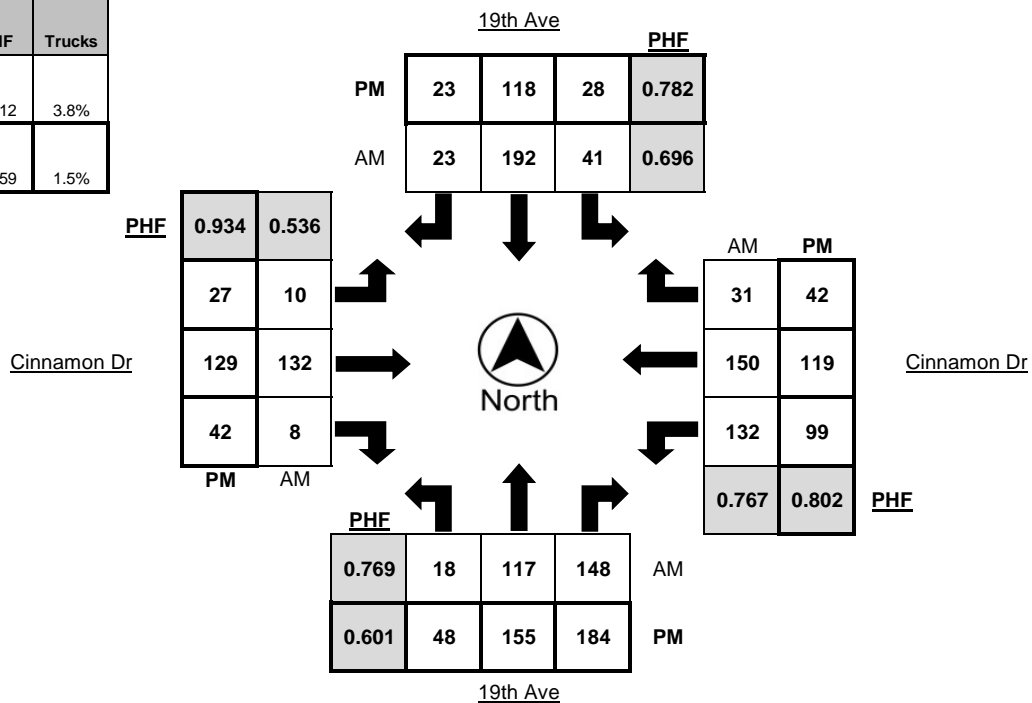 19th Ave
PHF
Trucks
PM 23 118 28 0.782
3.8%
AM 23 192 41 0.696
1.5%
PHF 0.934 0.536
AM PM
27 10 31 42
Cinnamon Dr 129 132 North 150 119 Cinnamon Dr
42 8 132 99
PM AM
0.767 0.802 PHF
PHF
0.769 18 117 148 AM
0.601 48 155 184 PM
19th Ave